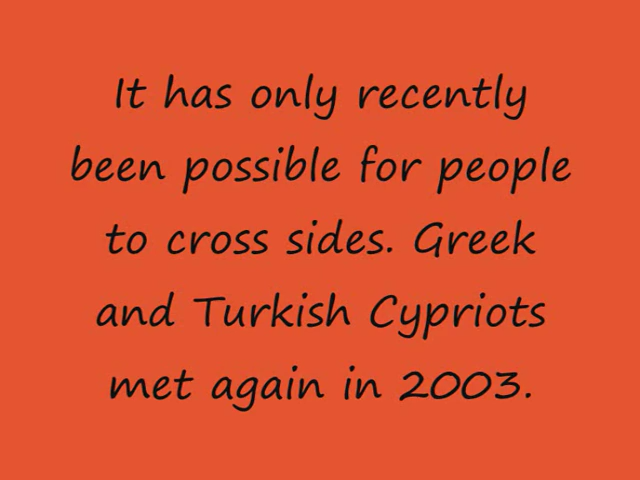 It has only recently
been possible for people
to cross sides. Greek
and Turkish Cypriots
met again in 2003.